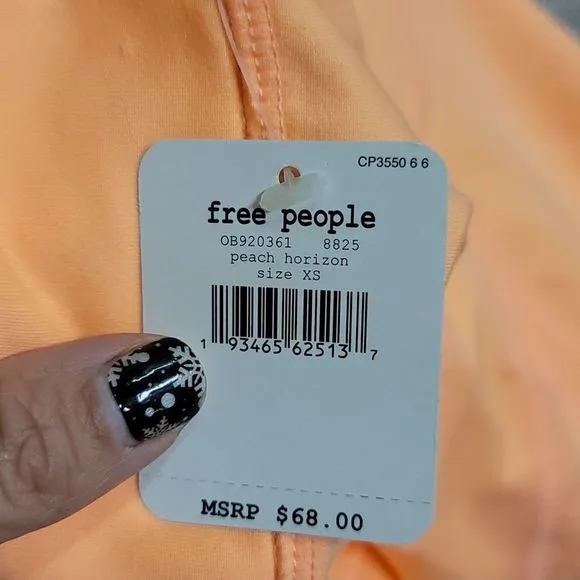 CP3550 6 6
free people
OB920361 8825
peach horizon
size XS
1 93465 62513 7
MSRP $68.00